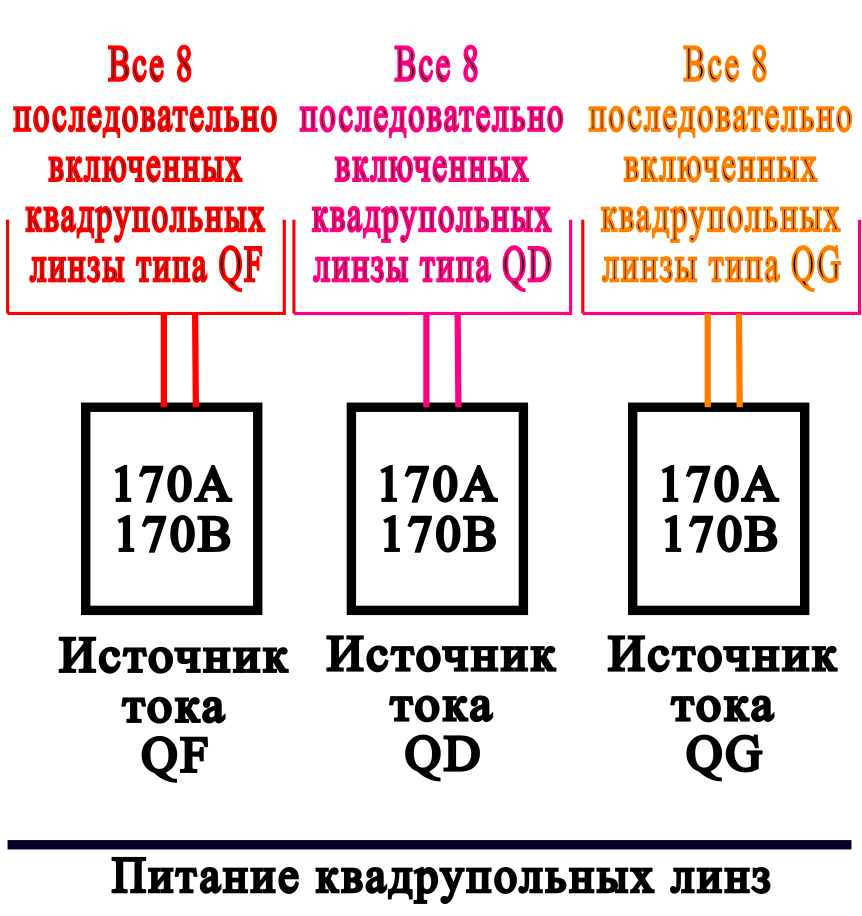 Все 8
последовательно
включенных
квадрупольных
линзы типа QF
Все 8
последовательно
включенных
квадрупольных
линзы типа QD
Все 8
последовательно
включенных
квадрупольных
линзы типа QG
170А
170В
170А
170В
170А
170В
Источник
тока
QF
Источник
тока
QD
Источник
тока
QG
Питание квадрупольных линз